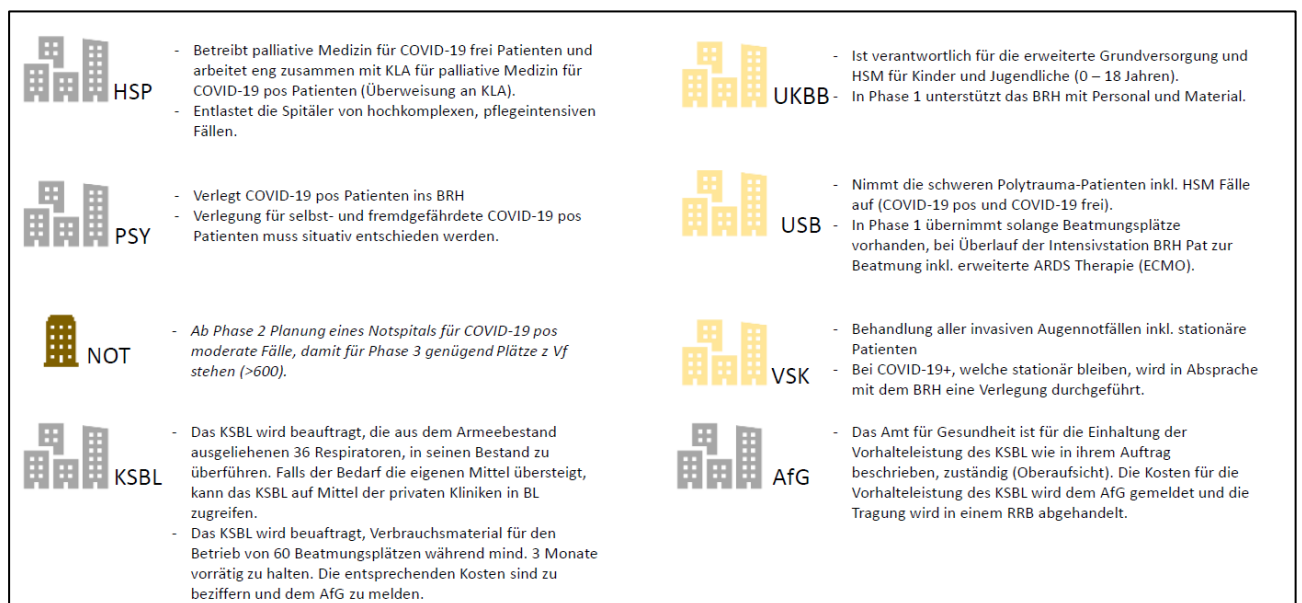 HSP
- Betreibt palliative Medizin für COVID-19 frei Patienten und
arbeitet eng zusammen mit KLA für palliative Medizin für
COVID-19 pos Patienten (Überweisung an KLA).
- Entlastet die Spitäler von hochkomplexen, pflegeintensiven
Fällen.
PSY
- Verlegt COVID-19 pos Patienten ins BRH
- Verlegung für selbst- und fremdgefährdete COVID-19 pos
Patienten muss situativ entschieden werden.
NOT
- Ab Phase 2 Planung eines Notspitals für COVID-19 pos
moderate Fälle, damit für Phase 3 genügend Plätze z Vf
stehen (>600).
KSBL
- Das KSBL wird beauftragt, die aus dem Armeebestand
ausgeliehenen 36 Respiratoren, in seinen Bestand zu
überführen. Falls der Bedarf die eigenen Mittel übersteigt,
kann das KSBL auf Mittel der privaten Kliniken in BL
zugreifen.
- Das KSBL wird beuaftragt, Verbrauchsmaterial für den
Betrieb von 60 Beatmungsplätzen während mind. 3 Monate
vorrätig zu halten. Die entsprechenden Kosten sind zu
beziffern und dem AfG zu melden.
UKBB
- Ist verantwortlich für die erweiterte Grundversorgung und
HSM für Kinder und Jugendliche (0 – 18 Jahren).
- In Phase 1 unterstützt das BRH mit Personal und Material.
USB
- Nimmt die schweren Polytrauma-Patienten inkl. HSM Fälle
auf (COVID-19 pos und COVID-19 frei).
- In Phase 1 übernimmt solange Beatmungsplätze
vorhanden, bei Überlauf der Intensivstation BRH Pat zur
Beatmung inkl. erweiterte ARDS Therapie (ECMO).
VSK
- Behandlung aller invasiven Augennotfällen inkl. stationäre
Patienten
- Bei COVID-19+, welche stationär bleiben, wird in Absprache
mit dem BRH eine Verlegung durchgeführt.
AfG
- Das Amt für Gesundheit ist für die Einhaltung der
Vorhalteleistung des KSBL wie in ihrem Auftrag
beschrieben, zuständig (Oberaufsicht). Die Kosten für die
Vorhalteleistung des KSBL wird dem AfG gemeldet und die
Tragung wird in einem RRB abgehandelt.